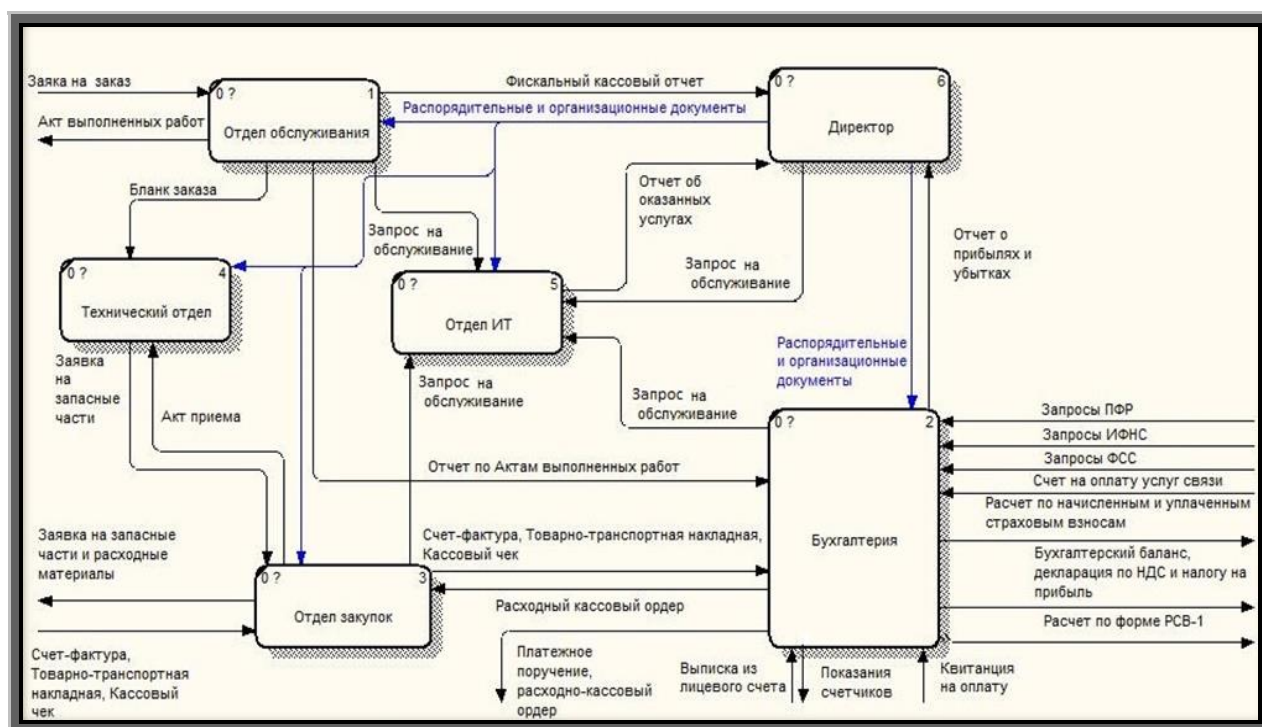 Заяка на заказ
0 ?
1
Отдел обслуживания
Акт выполненных работ
Фискальный кассовый отчет
Распорядительные и организационные документы
0 ?
6
Директор
Бланк заказа
Запрос на
обслуживание
Отчет об
оказанных
услугах
Запрос на
обслуживание
Отчет о
прибылях и
убытках
0 ?
4
Технический отдел
0 ?
5
Отдел ИТ
Распорядительные
и организационные
документы
Заявка
на
запасные
части
Акт приема
Запрос на
обслуживание
Запрос на
обслуживание
0 ?
2
Бухгалтерия
Запросы ПФР
Запросы ИФНС
Запросы ФСС
Счет на оплату услуг связи
Расчет по начисленным и уплаченным
страховым взносам
Бухгалтерский баланс,
декларация по НДС и налогу на
прибыль
Расчет по форме РСВ-1
Отчет по Актам выполненных работ
Заявка на запасные
части и расходные
материалы
Счет-фактура, Товарно-транспортная накладная,
Кассовый чек
0 ?
3
Отдел закупок
Расходный кассовый ордер
Счет-фактура,
Товарно-транспортная
накладная, Кассовый
чек
Платежное
поручение,
расходно-кассовый
ордер
Выписка из
лицевого счета
Показания
счетчиков
Квитанция
на оплату